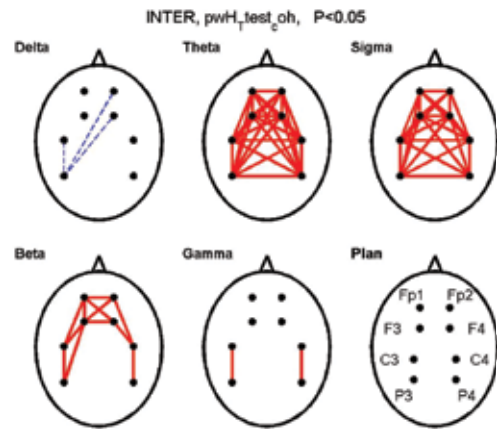 INTER, pwH_Ttest_coh, P<0.05
Delta Theta Sigma
Beta Gamma Plan
Fp1 Fp2
F3 F4
C3 C4
P3 P4